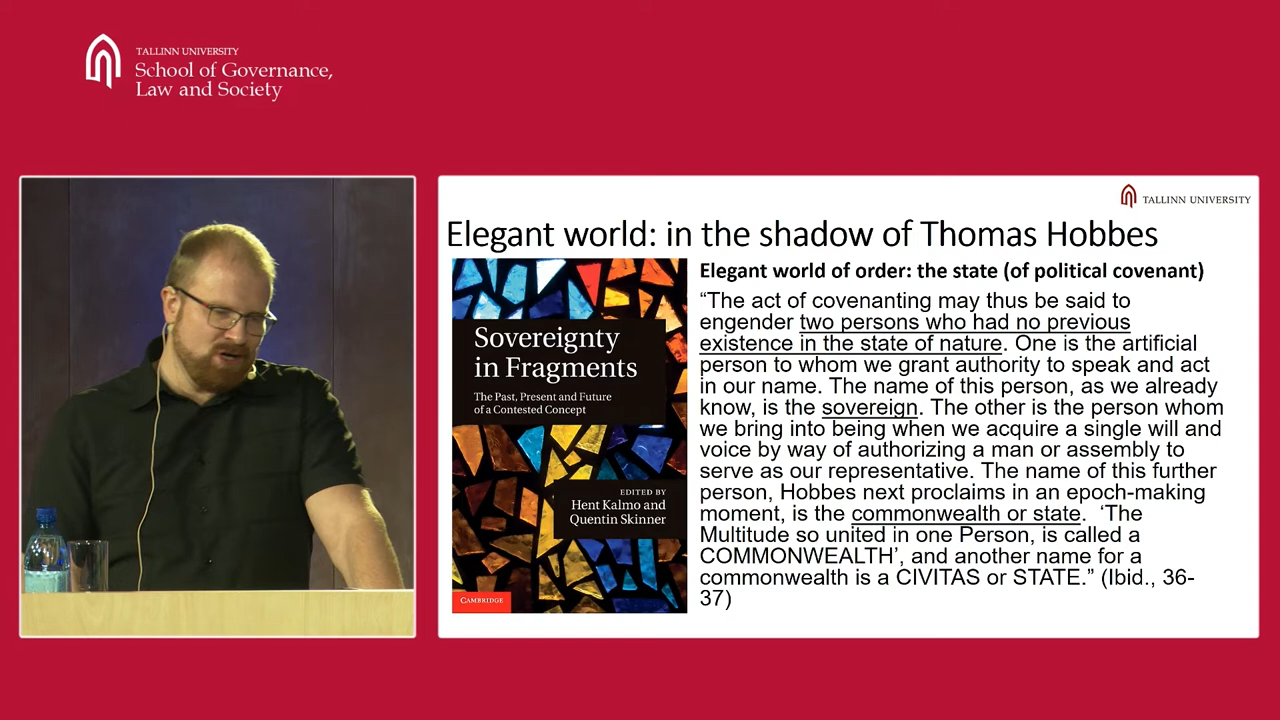 TALLINN UNIVERSITY
School of Governance,
Law and Society
TALLINN UNIVERSITY
Elegant world: in the shadow of Thomas Hobbes
Sovereignty
in Fragments
The Past, Present and Future
of a Contested Concept
EDITED BY
Hent Kalmo and
Quentin Skinner
CAMBRIDGE
Elegant world of order: the state (of political covenant)
“The act of covenanting may thus be said to
engender two persons who had no previous
existence in the state of nature. One is the artificial
person to whom we grant authority to speak and act
in our name. The name of this person, as we already
know, is the sovereign. The other is the person whom
we bring into being when we acquire a single will and
voice by way of authorizing a man or assembly to
serve as our representative. The name of this further
person, Hobbes next proclaims in an epoch-making
moment, is the commonwealth or state. ‘The
Multitude so united in one Person, is called a
COMMONWEALTH’, and another name for a
commonwealth is a CIVITAS or STATE.” (Ibid., 36-
37)